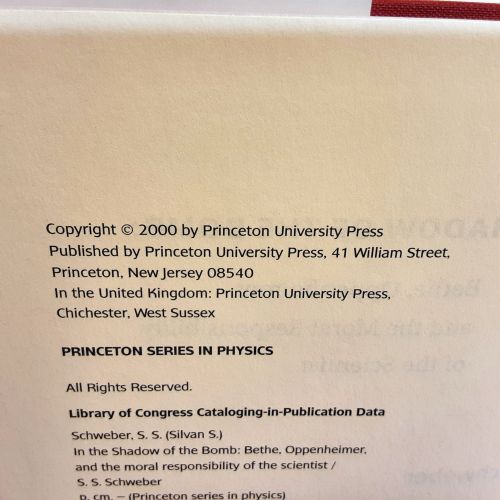 Copyright © 2000 by Princeton University Press
Published by Princeton University Press, 41 William Street,
Princeton, New Jersey 08540
In the United Kingdom: Princeton University Press,
Chichester, West Sussex
PRINCETON SERIES IN PHYSICS
All Rights Reserved.
Library of Congress Cataloging-in-Publication Data
Schweber, S. S. (Silvan S.)
In the Shadow of the Bomb: Bethe, Oppenheimer,
and the moral responsibility of the scientist /
S. S. Schweber
p. cm. — (Princeton series in physics)